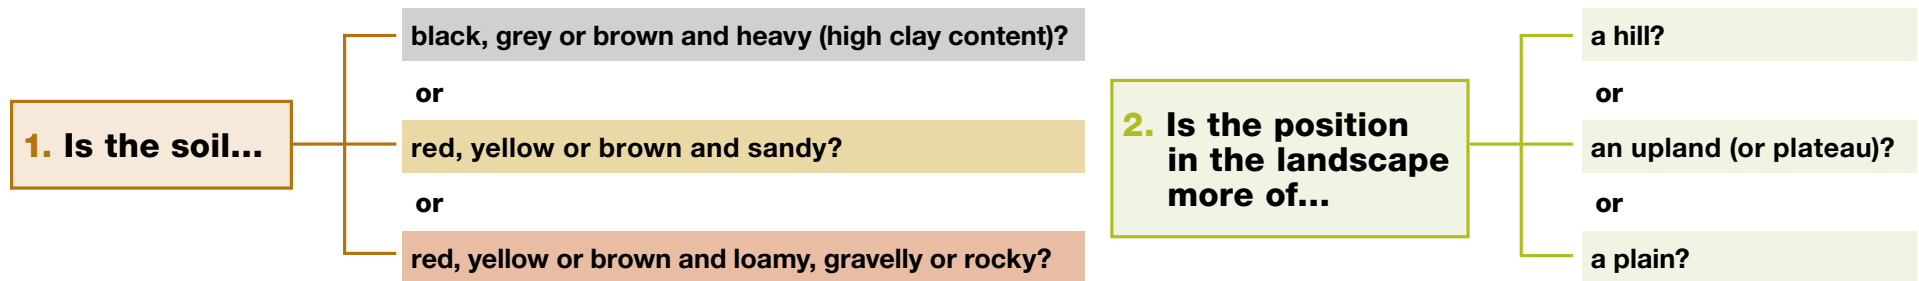 1. Is the soil...
black, grey or brown and heavy (high clay content)?
or
red, yellow or brown and sandy?
or
red, yellow or brown and loamy, gravelly or rocky?
2. Is the position
in the landscape
more of...
a hill?
or
an upland (or plateau)?
or
a plain?